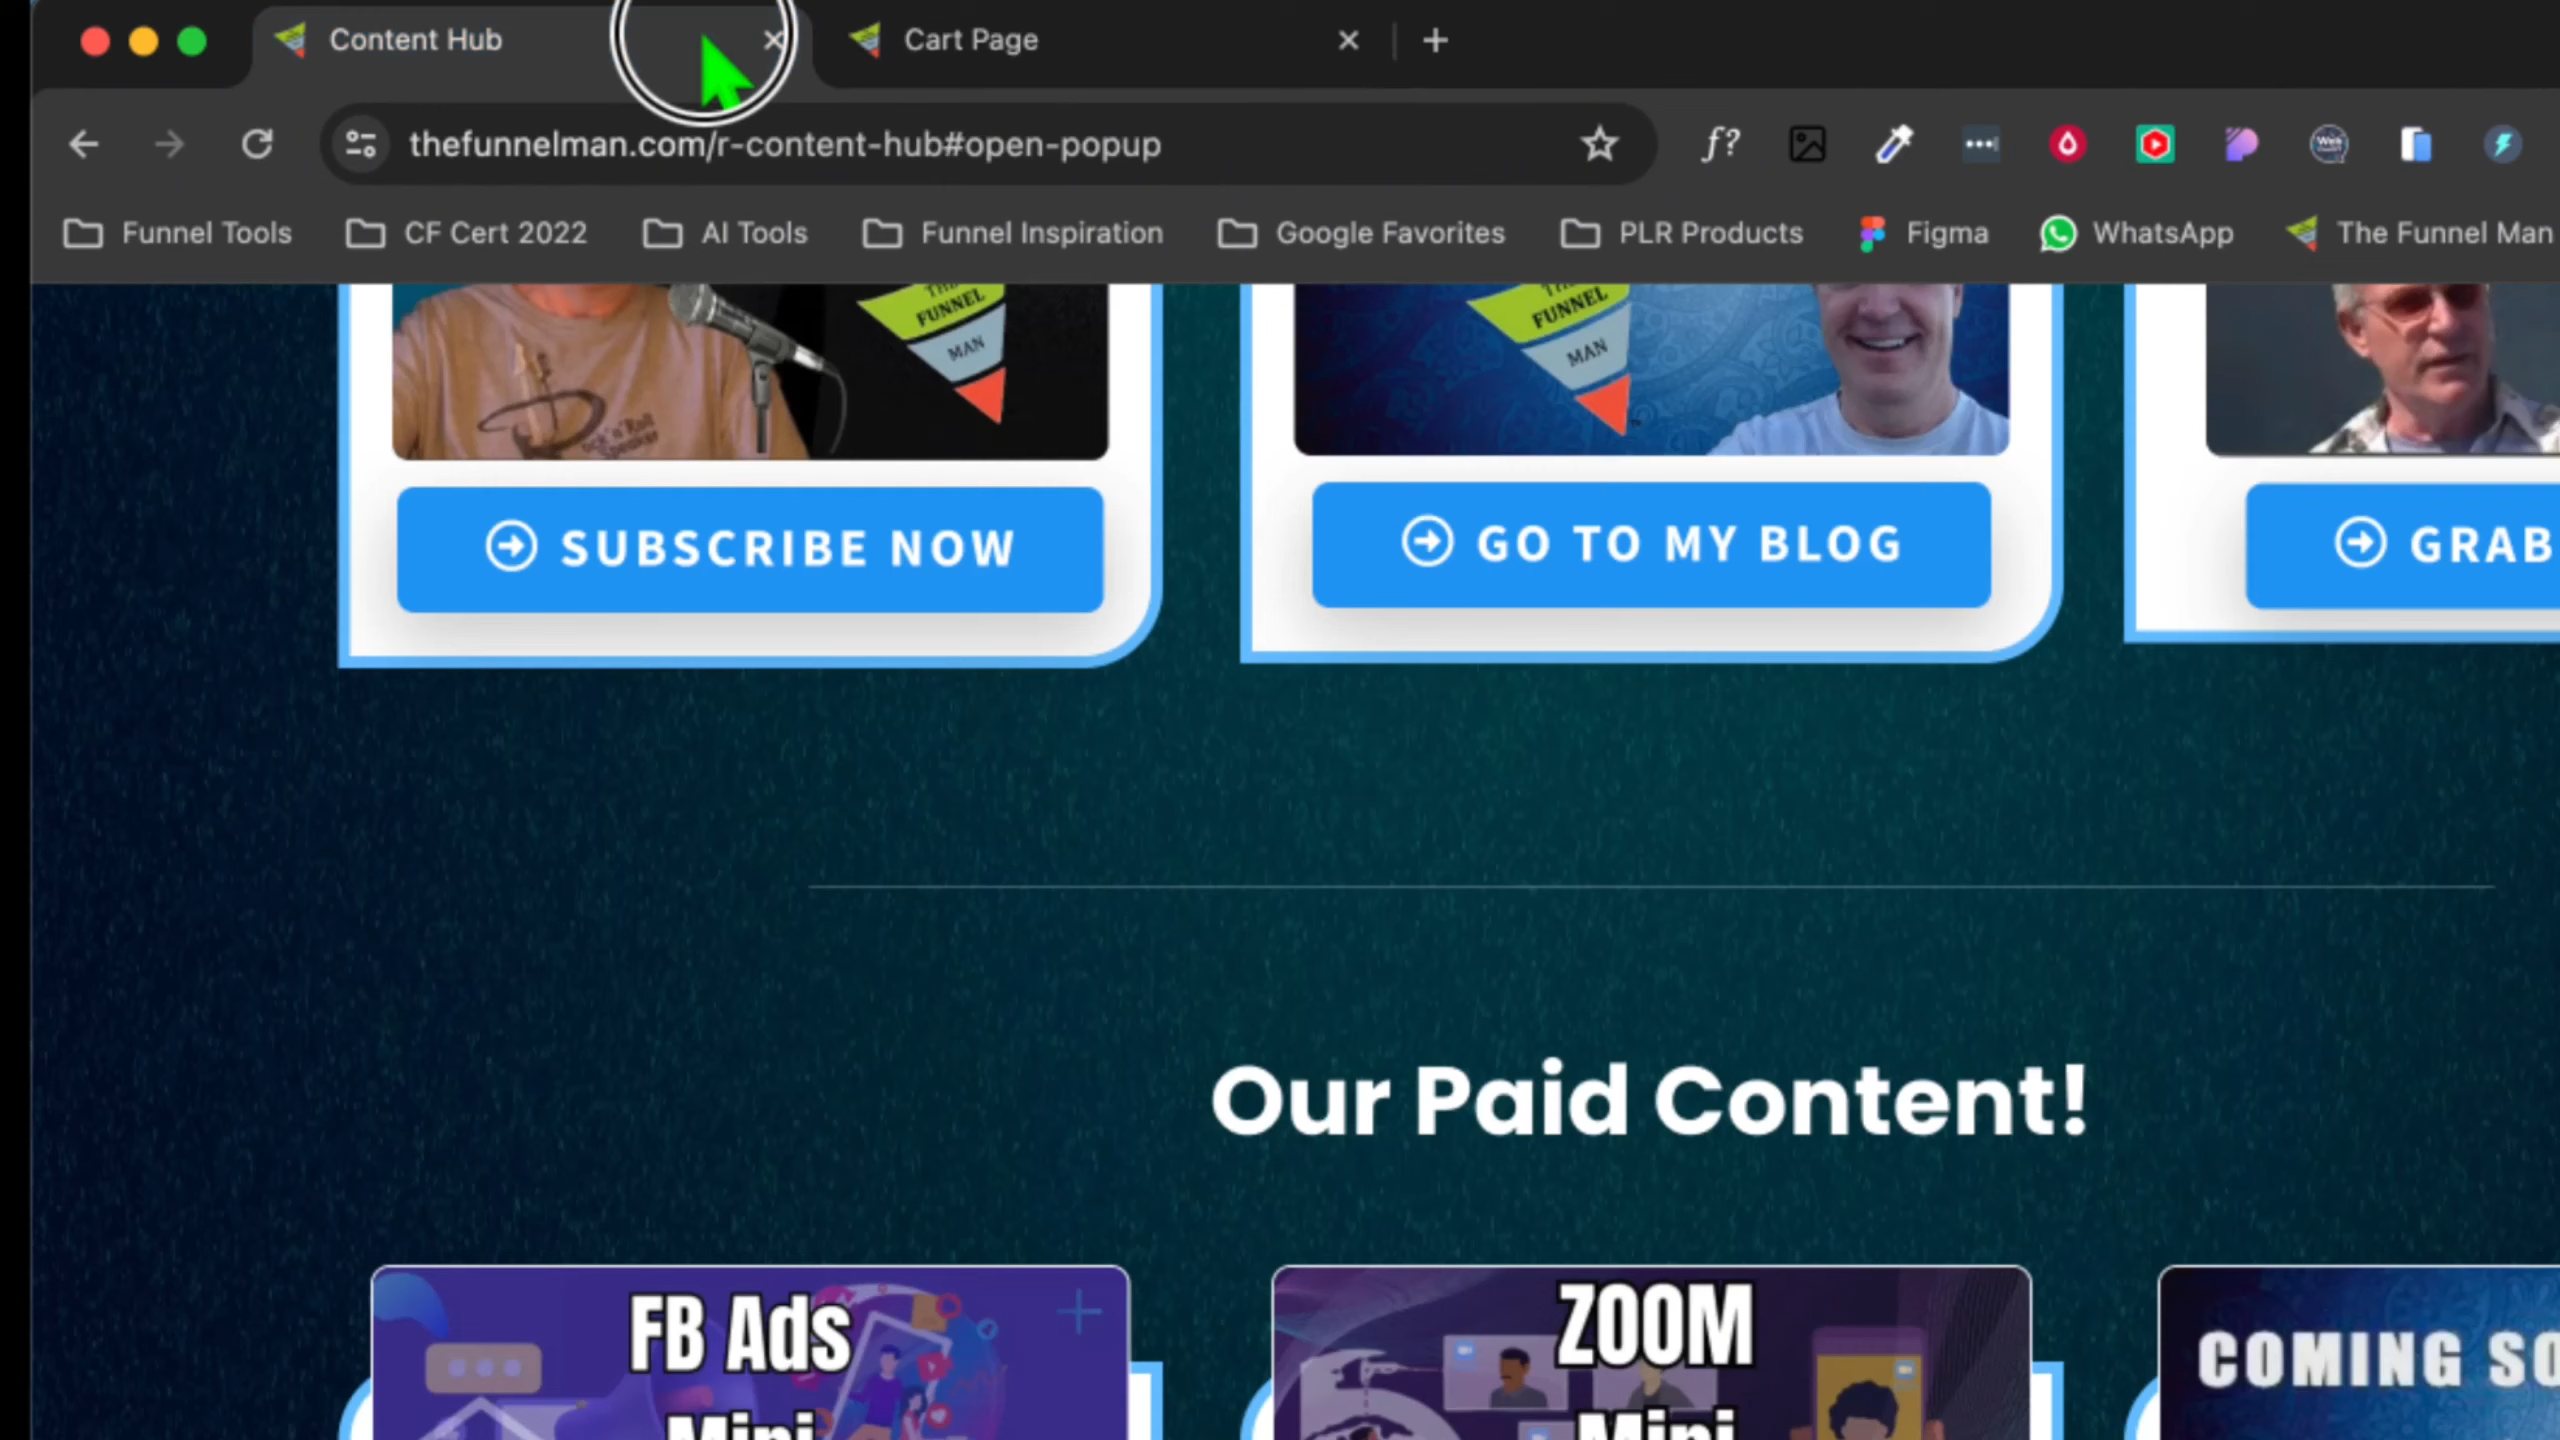 Content Hub
Cart Page
thefunnelman.com/r-content-hub#open-popup
f?
Funnel Tools
CF Cert 2022
AI Tools
Funnel Inspiration
Google Favorites
PLR Products
Figma
WhatsApp
The Funnel Man
FUNNEL
MAN
FUNNEL
MAN
SUBSCRIBE NOW
GO TO MY BLOG
GRAB
Our Paid Content!
FB Ads
Mini
ZOOM
Mini
COMING SO